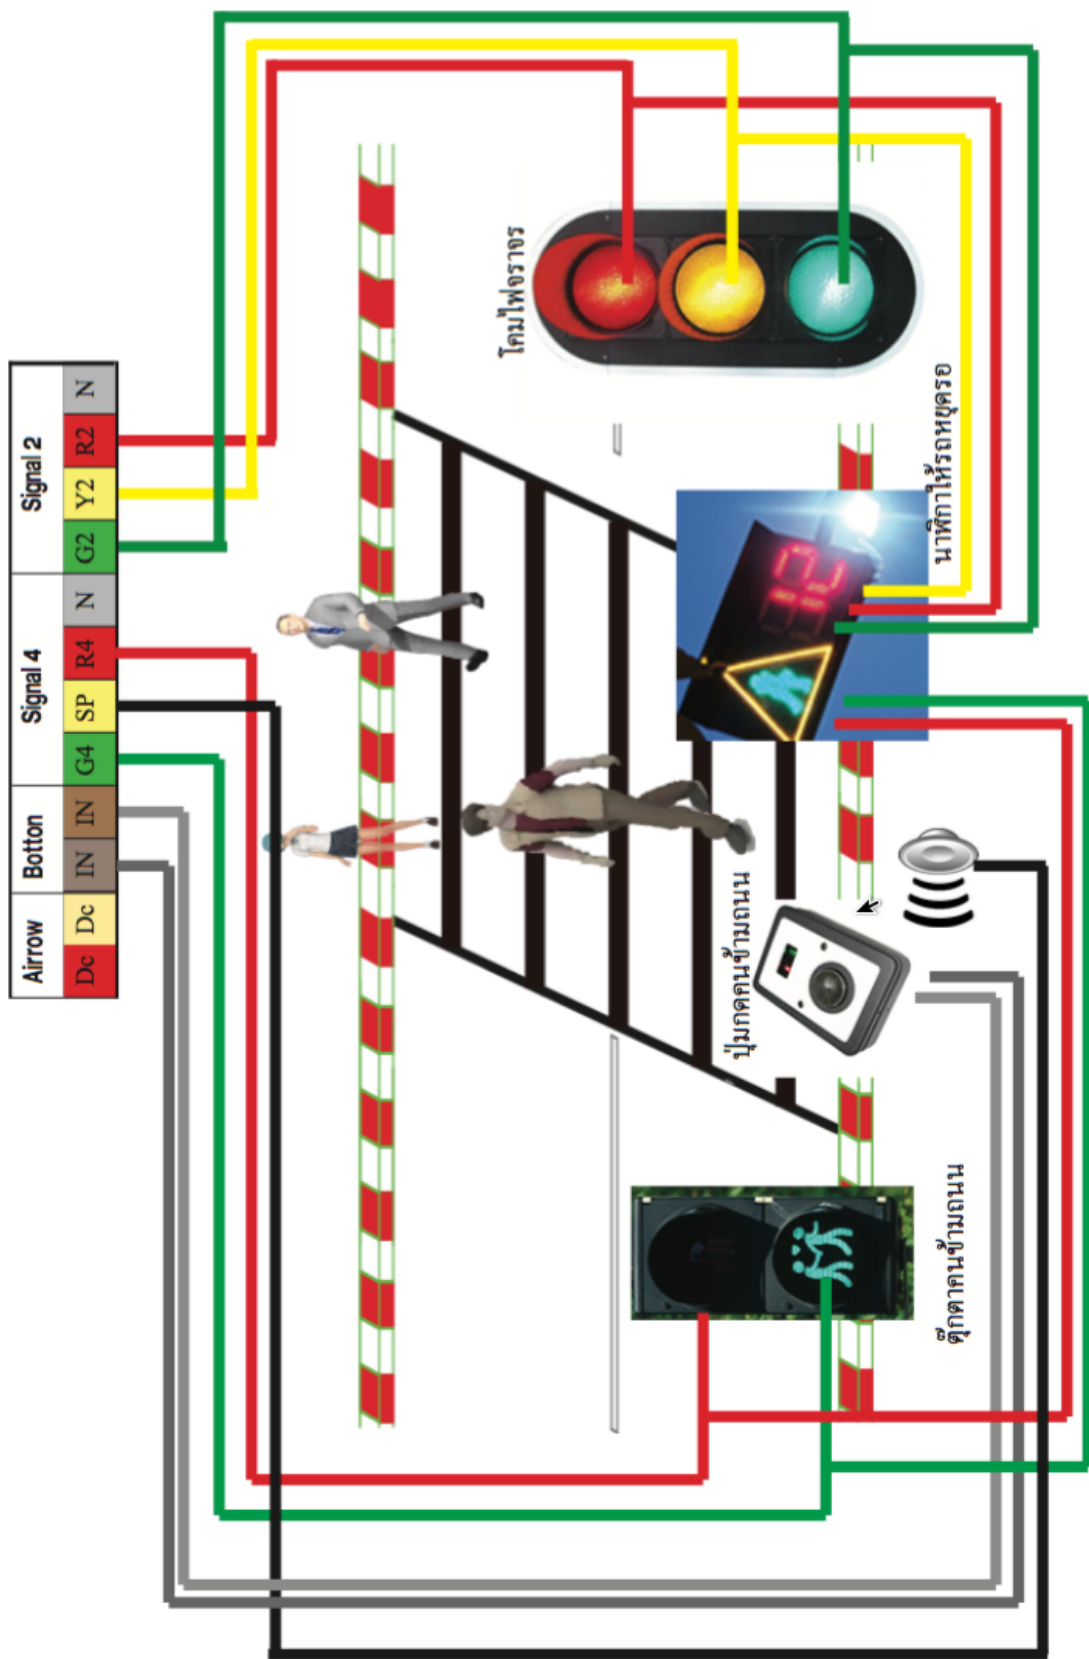 Airrow Botton Signal 4 Signal 2
Dc Dc IN IN G4 SP R4 N G2 Y2 R2 N
โคมไฟจราจร
ปุ่มกดคนข้ามถนน
นาฬิกาให้รถหยุดรอ
ตุ๊กตาคนข้ามถนน